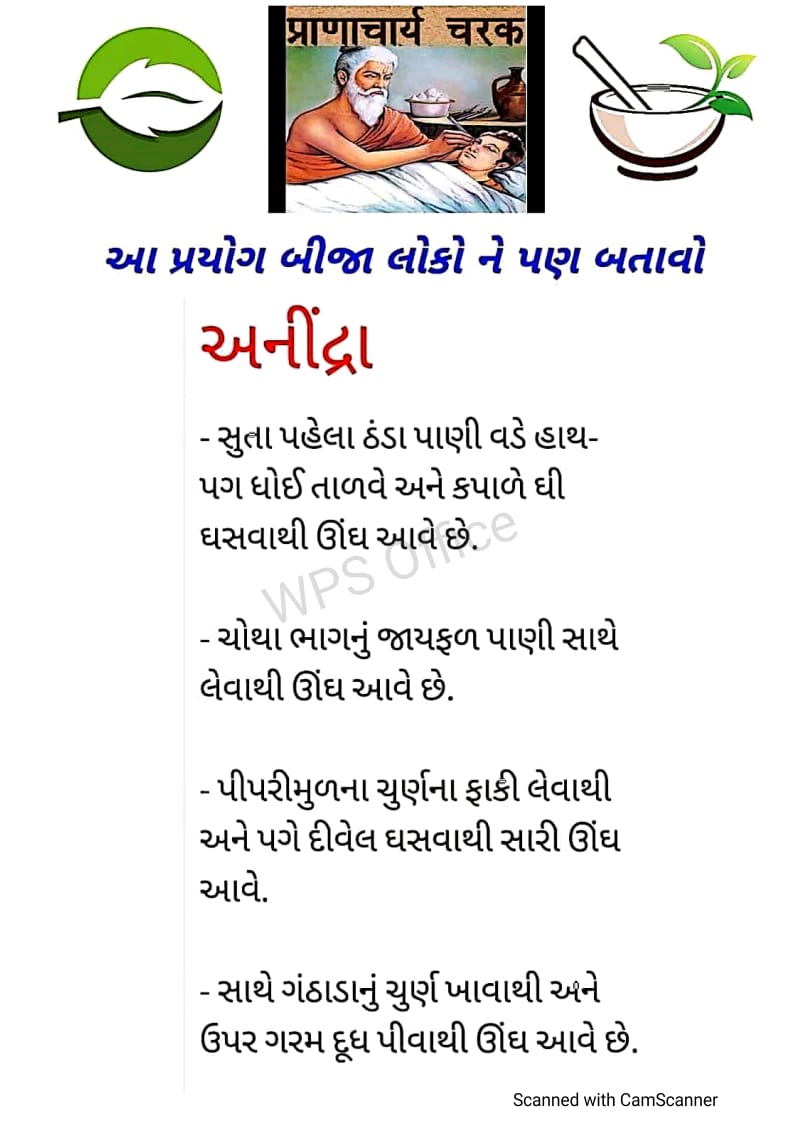 प्राणाचार्य चरक
આ પ્રયોગ બીજા લોકો ને પણ બતાવો
અનીંદ્રા
- સુતા પહેલા ઠંડા પાણી વડે હાથ-
પગ ધોઈ તાળવે અને કપાળે ઘી
ઘસવાથી ઊંઘ આવે છે.
WPS Office
- ચોથા ભાગનું જાયફળ પાણી સાથે
લેવાથી ઊંઘ આવે છે.
- પીપરીમુળના ચુર્ણના ફાકી લેવાથી
અને પગે દીવેલ ઘસવાથી સારી ઊંઘ
આવે.
- સાથે ગંઠાડાનું ચુર્ણ ખાવાથી અને
ઉપર ગરમ દૂધ પીવાથી ઊંઘ આવે છે.
Scanned with CamScanner